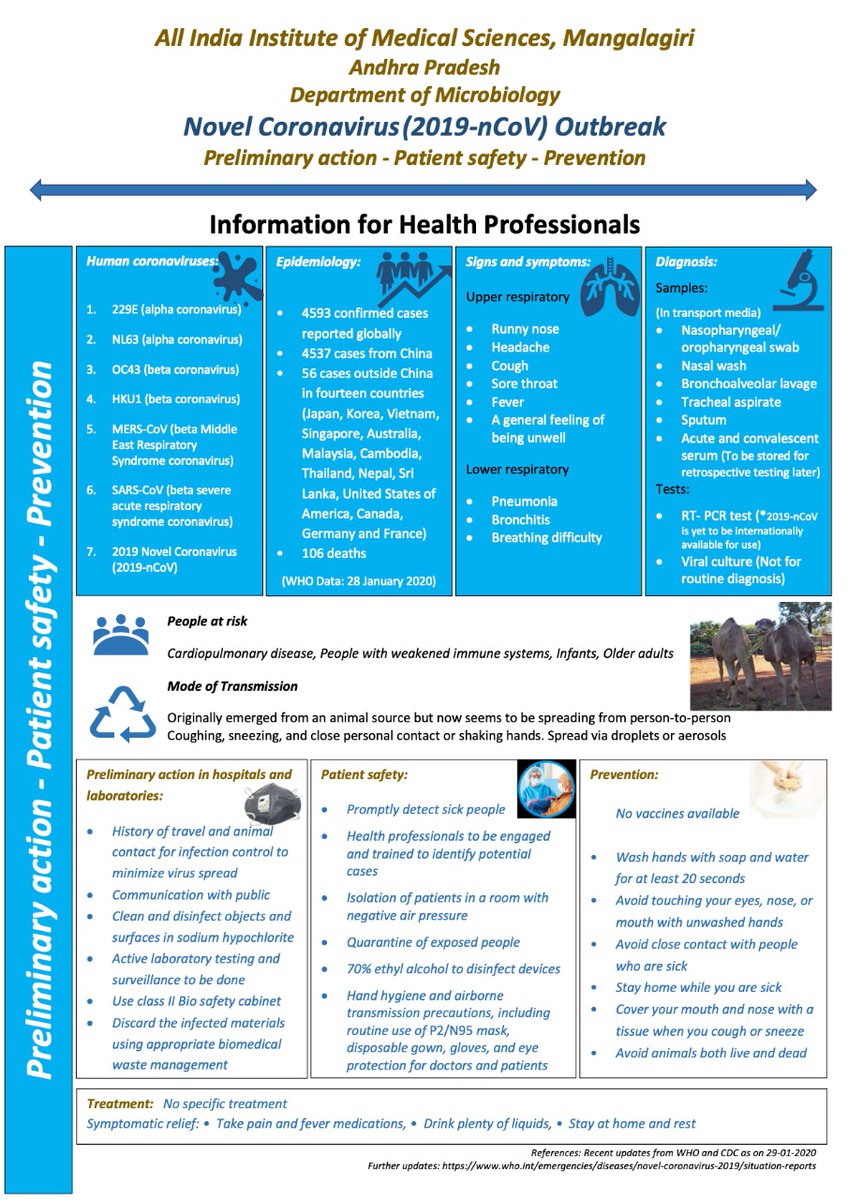 All India Institute of Medical Sciences, Mangalagiri
Andhra Pradesh
Department of Microbiology
Novel Coronavirus (2019-nCoV) Outbreak
Preliminary action - Patient safety - Prevention
Information for Health Professionals
Preliminary action - Patient safety - Prevention
Human coronaviruses:
1. 229E (alpha coronavirus)
2. NL63 (alpha coronavirus)
3. OC43 (beta coronavirus)
4. HKU1 (beta coronavirus)
5. MERS-CoV (beta Middle
East Respiratory
Syndrome coronavirus)
6. SARS-CoV (beta severe
acute respiratory
syndrome coronavirus)
7. 2019 Novel Coronavirus
(2019-nCoV)
Epidemiology:
• 4593 confirmed cases
reported globally
• 4537 cases from China
• 56 cases outside China
in fourteen countries
(Japan, Korea, Vietnam,
Singapore, Australia,
Malaysia, Cambodia,
Thailand, Nepal, Sri
Lanka, United States of
America, Canada,
Germany and France)
• 106 deaths
(WHO Data: 28 January 2020)
Signs and symptoms:
Upper respiratory
• Runny nose
• Headache
• Cough
• Sore throat
• Fever
• A general feeling of
being unwell
Lower respiratory
• Pneumonia
• Bronchitis
• Breathing difficulty
Diagnosis:
Samples:
(In transport media)
• Nasopharyngeal/
oropharyngeal swab
• Nasal wash
• Bronchoalveolar lavage
• Tracheal aspirate
• Sputum
• Acute and convalescent
serum (To be stored for
retrospective testing later)
Tests:
• RT- PCR test (*2019-nCoV
is yet to be internationally
available for use)
• Viral culture (Not for
routine diagnosis)
People at risk
Cardiopulmonary disease, People with weakened immune systems, Infants, Older adults
Mode of Transmission
Originally emerged from an animal source but now seems to be spreading from person-to-person
Coughing, sneezing, and close personal contact or shaking hands. Spread via droplets or aerosols
Preliminary action in hospitals and
laboratories:
• History of travel and animal
contact for infection control to
minimize virus spread
• Communication with public
• Clean and disinfect objects and
surfaces in sodium hypochlorite
• Active laboratory testing and
surveillance to be done
• Use class II Bio safety cabinet
• Discard the infected materials
using appropriate biomedical
waste management
Patient safety:
• Promptly detect sick people
• Health professionals to be engaged
and trained to identify potential
cases
• Isolation of patients in a room with
negative air pressure
• Quarantine of exposed people
• 70% ethyl alcohol to disinfect devices
• Hand hygiene and airborne
transmission precautions, including
routine use of P2/N95 mask,
disposable gown, gloves, and eye
protection for doctors and patients
Prevention:
No vaccines available
• Wash hands with soap and water
for at least 20 seconds
• Avoid touching your eyes, nose, or
mouth with unwashed hands
• Avoid close contact with people
who are sick
• Stay home while you are sick
• Cover your mouth and nose with a
tissue when you cough or sneeze
• Avoid animals both live and dead
Treatment: No specific treatment
Symptomatic relief: • Take pain and fever medications, • Drink plenty of liquids, • Stay at home and rest
References: Recent updates from WHO and CDC as on 29-01-2020
Further updates: https://www.who.int/emergencies/diseases/novel-coronavirus-2019/situation-reports